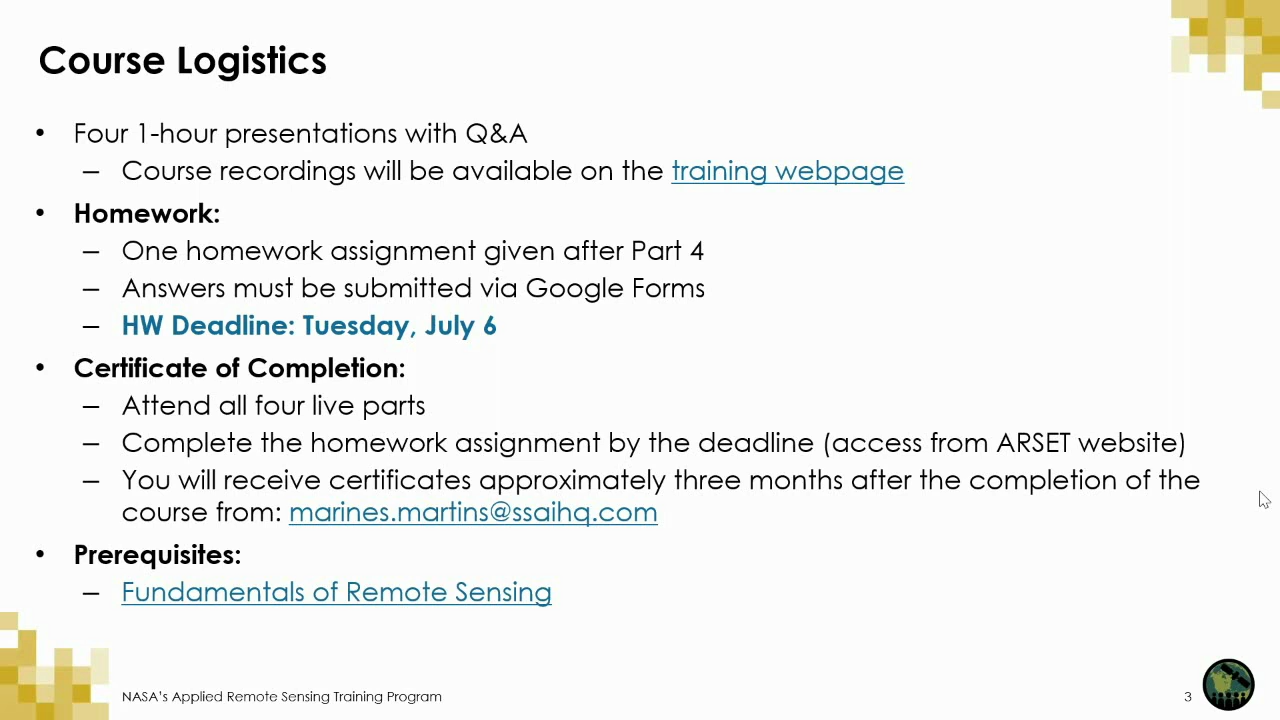 Course Logistics
• Four 1-hour presentations with Q&A
– Course recordings will be available on the training webpage
• Homework:
– One homework assignment given after Part 4
– Answers must be submitted via Google Forms
– HW Deadline: Tuesday, July 6
• Certificate of Completion:
– Attend all four live parts
– Complete the homework assignment by the deadline (access from ARSET website)
– You will receive certificates approximately three months after the completion of the
course from: marines.martins@ssaihq.com
• Prerequisites:
– Fundamentals of Remote Sensing
NASA's Applied Remote Sensing Training Program
3